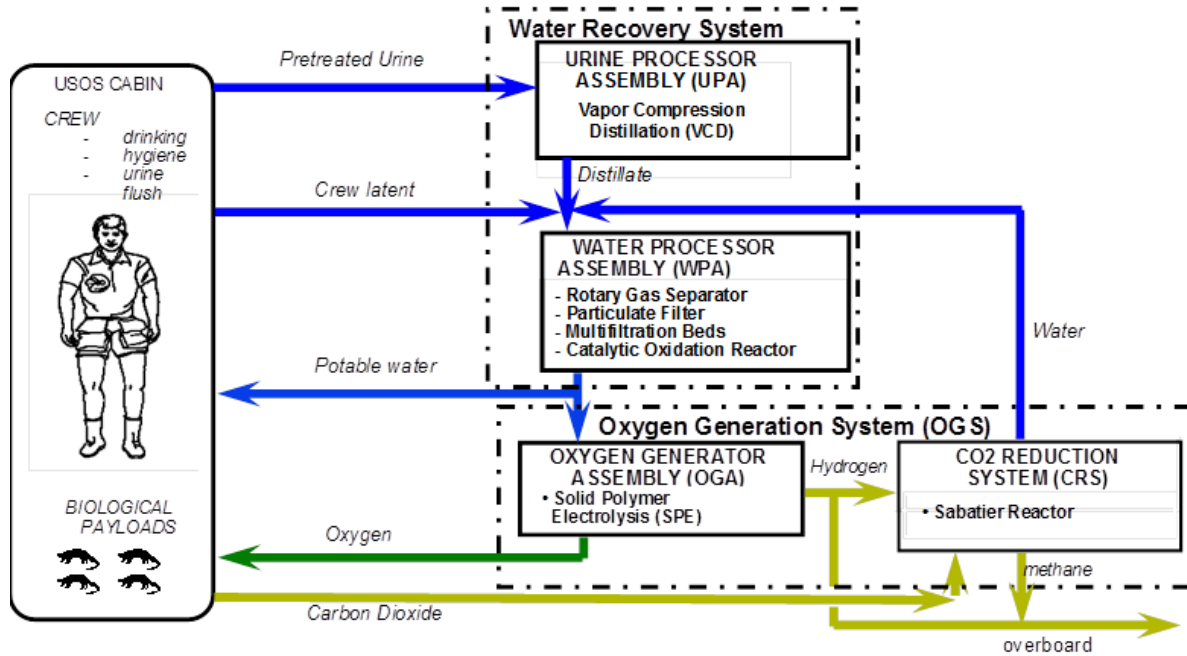 Water Recovery System
Pretreated Urine
URINE PROCESSOR
ASSEMBLY (UPA)
Vapor Compression
Distillation (VCD)
USOS CABIN
CREW
- drinking
- hygiene
- urine
flush
Distillate
Crew latent
WATER PROCESSOR
ASSEMBLY (WPA)
- Rotary Gas Separator
- Particulate Filter
- Multifiltration Beds
- Catalytic Oxidation Reactor
Water
Potable water
Oxygen Generation System (OGS)
OXYGEN GENERATOR
ASSEMBLY (OGA)
• Solid Polymer
Electrolysis (SPE)
Hydrogen
CO2 REDUCTION
SYSTEM (CRS)
• Sabatier Reactor
BIOLOGICAL
PAYLOADS
Oxygen
methane
Carbon Dioxide
overboard